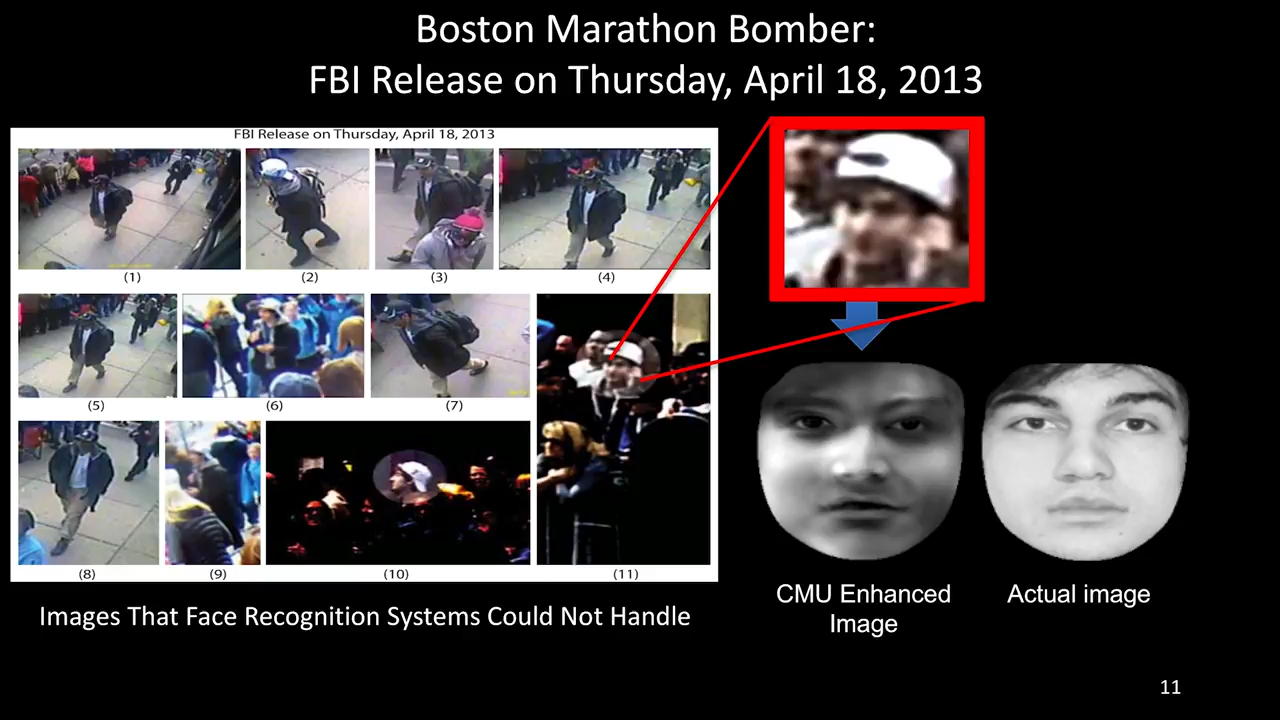 Boston Marathon Bomber:
FBI Release on Thursday, April 18, 2013
FBI Release on Thursday, April 18, 2013
(1)
(2)
(3)
(4)
(5)
(6)
(7)
(8)
(9)
(10)
(11)
Images That Face Recognition Systems Could Not Handle
CMU Enhanced
Image
Actual image
11